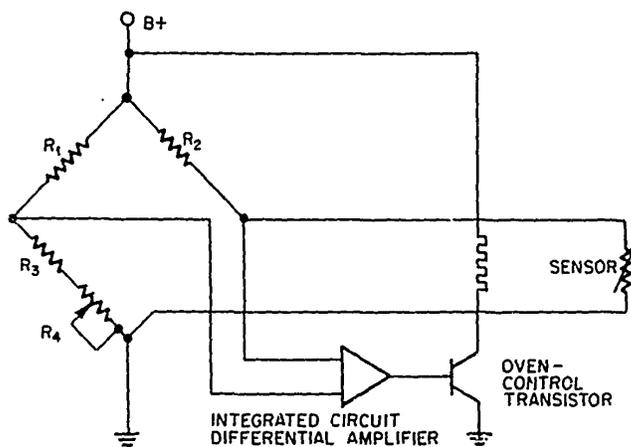 B+
R1
R2
R3
R4
SENSOR
OVEN-
CONTROL
TRANSISTOR
INTEGRATED CIRCUIT
DIFFERENTIAL AMPLIFIER